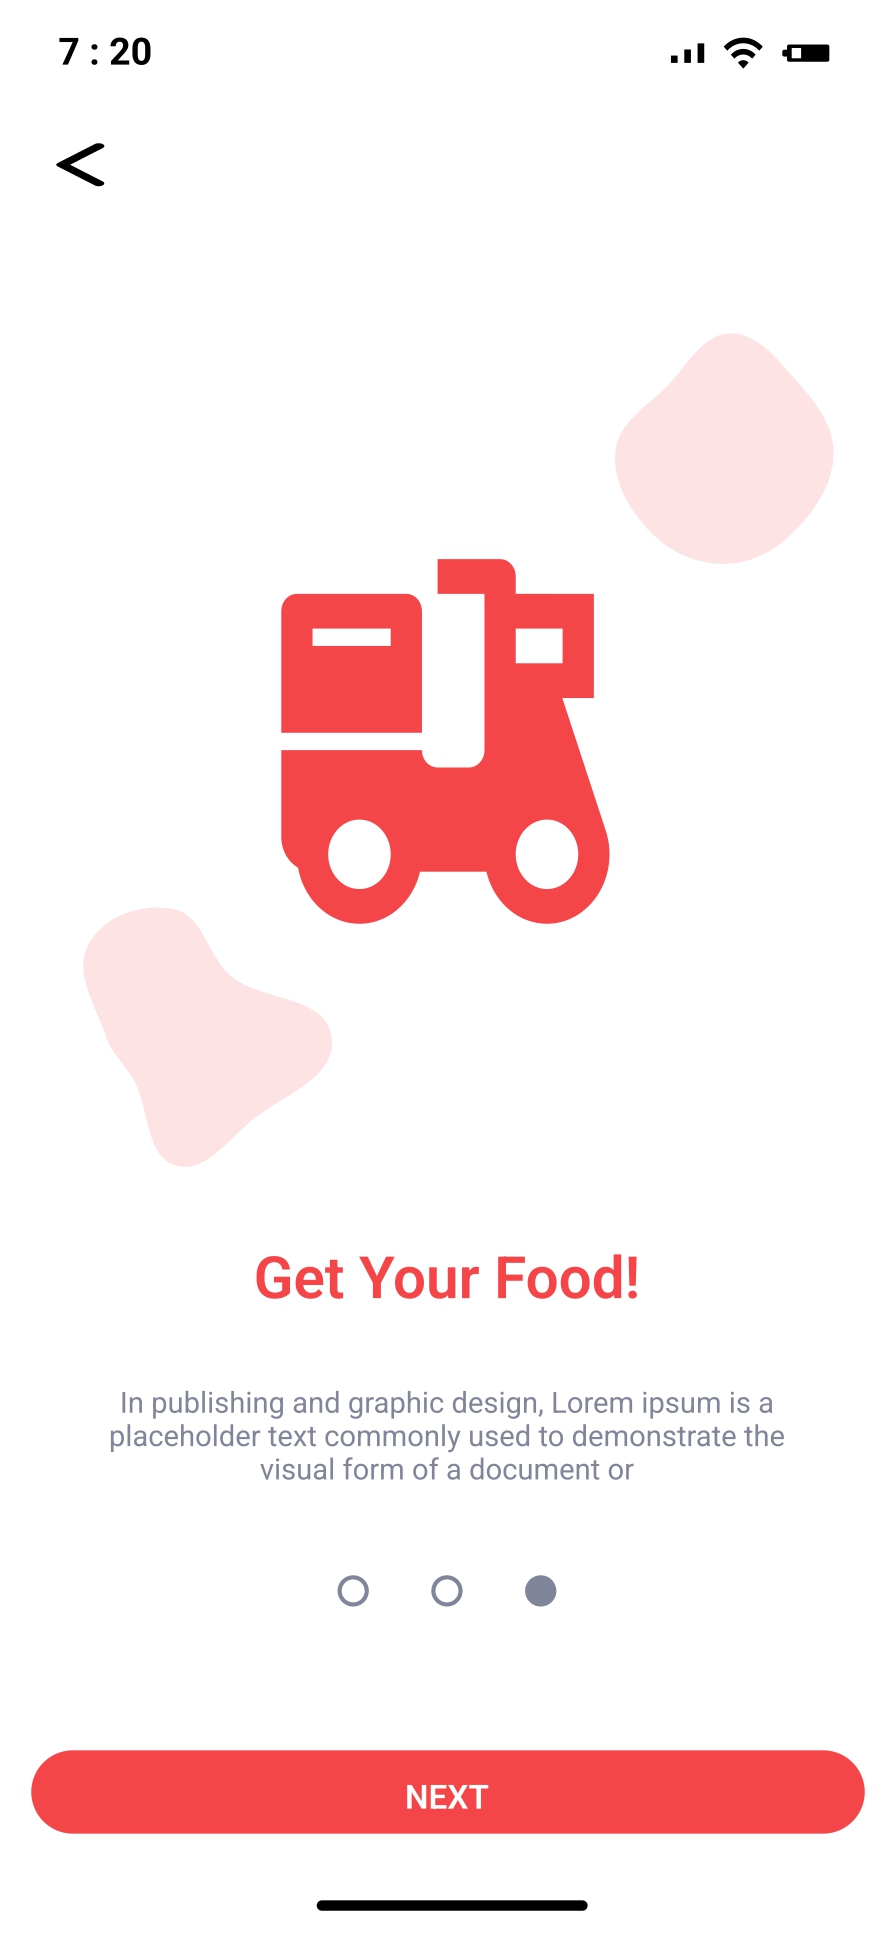 7 : 20
Get Your Food!
In publishing and graphic design, Lorem ipsum is a
placeholder text commonly used to demonstrate the
visual form of a document or
NEXT